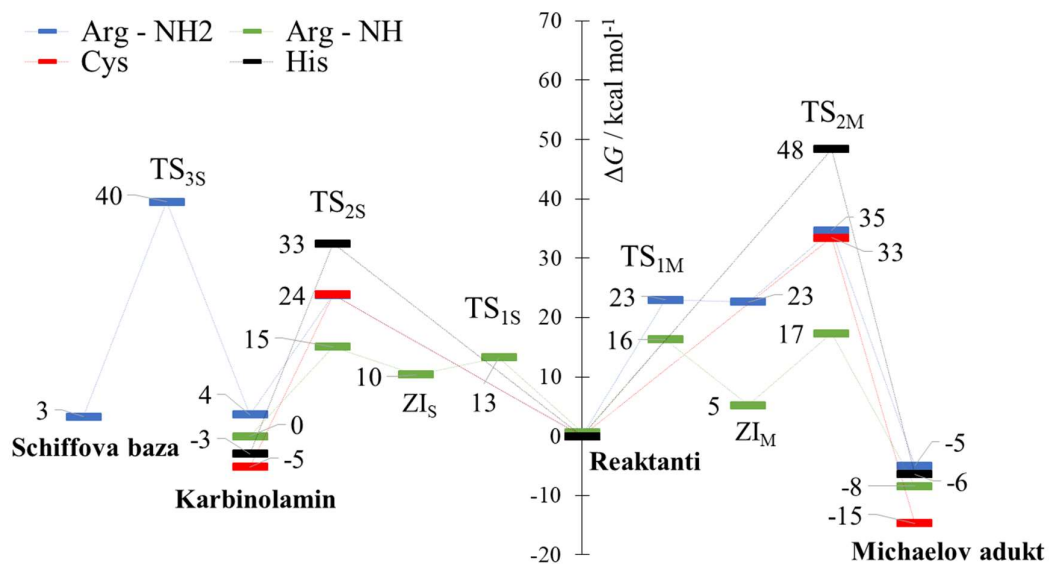 Arg - NH2 Arg - NH
Cys His
ΔG / kcal mol⁻¹
70
60
50
40
30
20
10
0
-10
-20
TS₃S
40
3
Schiffova baza
4
0
-3
-5
Karbinolamin
TS₂S
33
24
15
10
ZIS
TS₁S
13
Reaktanti
TS₁M
23
16
23
5
ZIM
TS₂M
48
35
33
17
-5
-6
-8
-15
Michaelov adukt